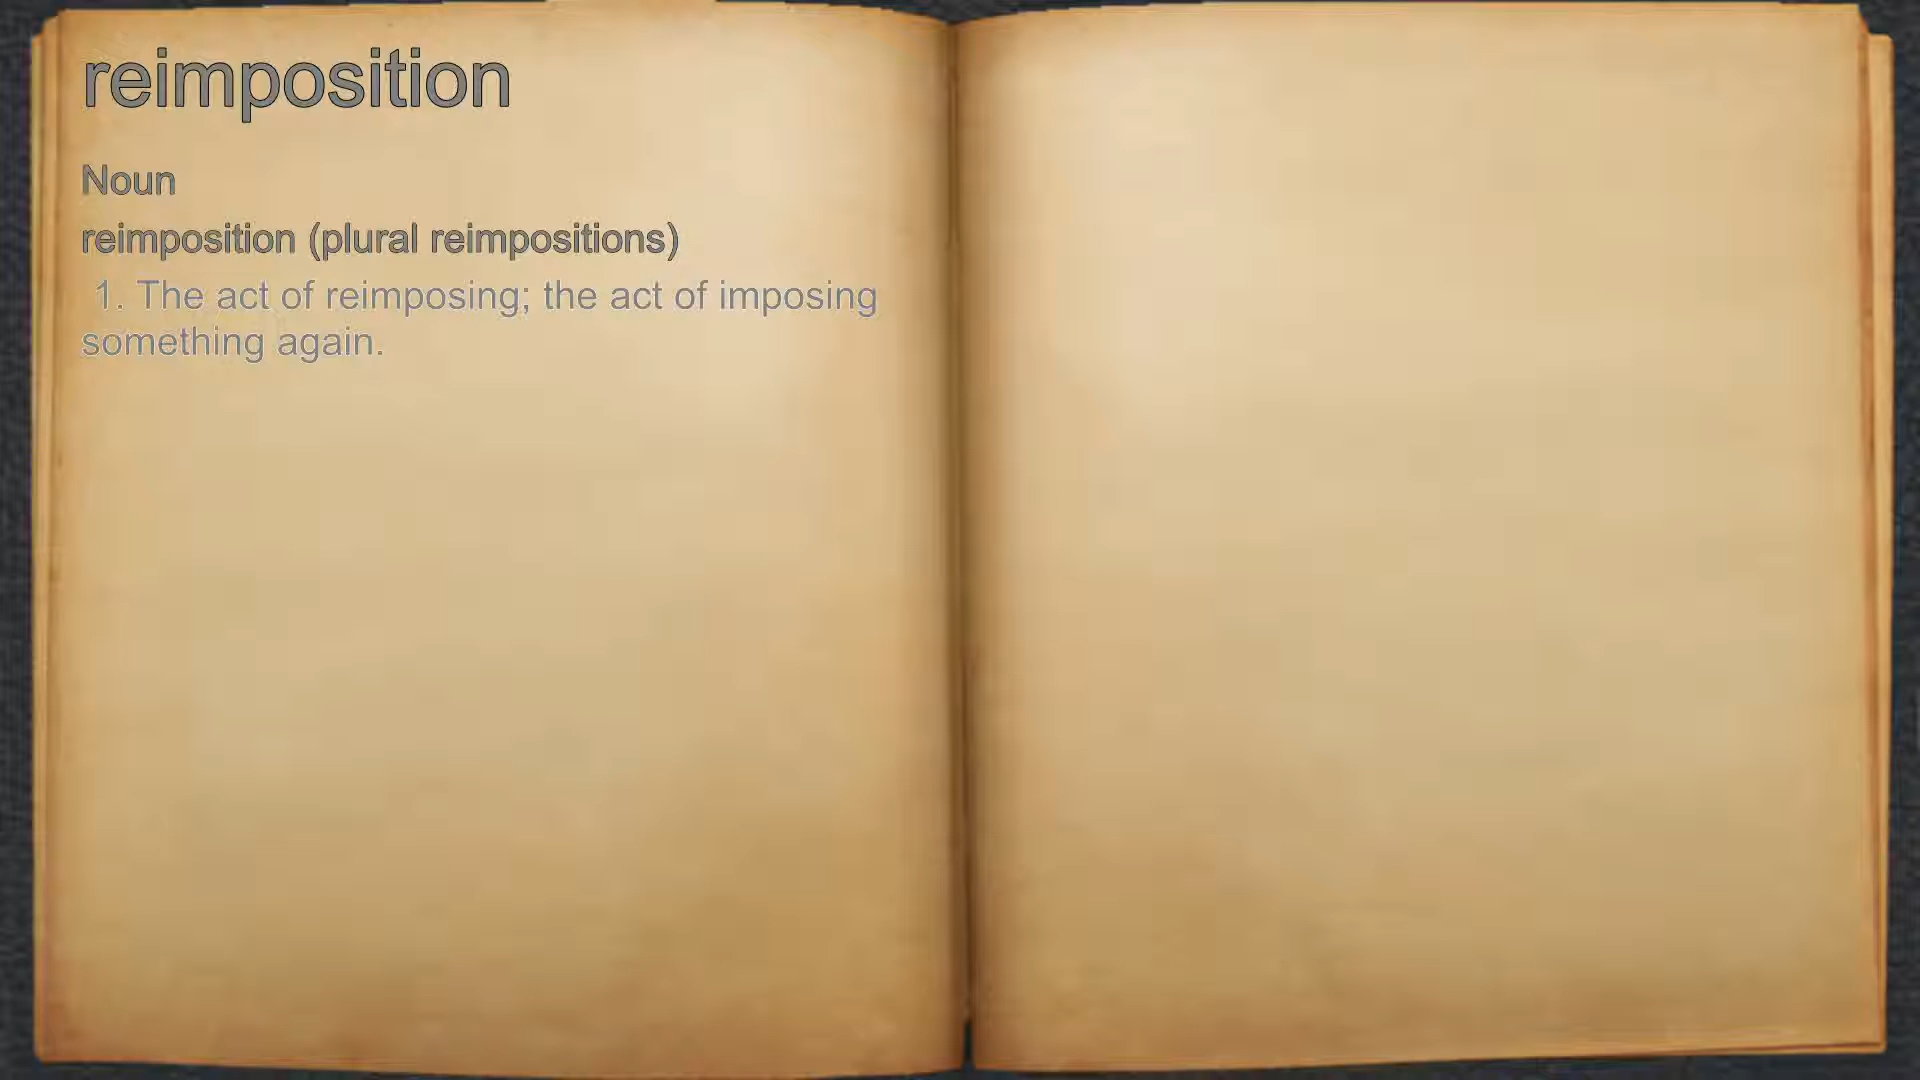 reimposition
Noun
reimposition (plural reimpositions)
1. The act of reimposing; the act of imposing
something again.